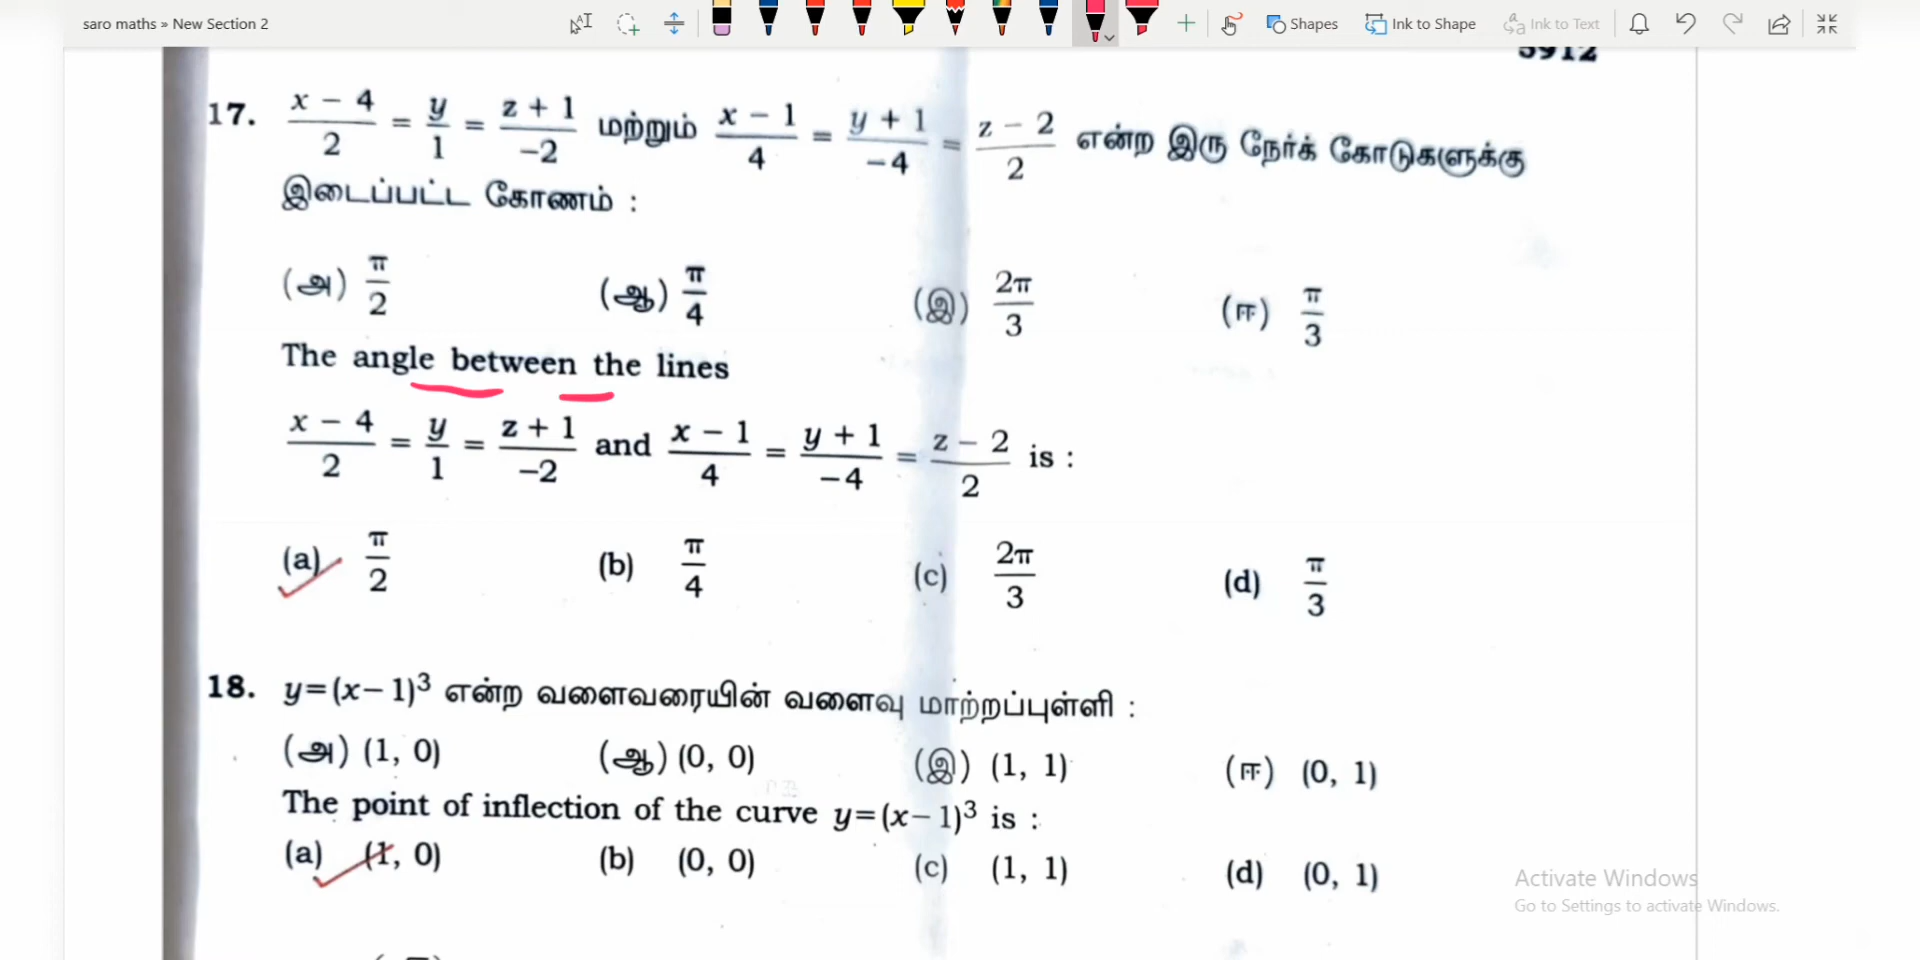 saro maths » New Section 2
Shapes Ink to Shape Ink to Text
5912
17. x − 4/2 = y/1 = z + 1/−2 மற்றும் x − 1/4 = y + 1/−4 = z − 2/2 என்ற இரு நேர்க் கோடுகளுக்கு
இடைப்பட்ட கோணம் :
(அ) π/2 (ஆ) π/4 (இ) 2π/3 (ஈ) π/3
The angle between the lines
x − 4/2 = y/1 = z + 1/−2 and x − 1/4 = y + 1/−4 = z − 2/2 is :
(a) π/2 (b) π/4 (c) 2π/3 (d) π/3
18. y=(x−1)³ என்ற வளைவரையின் வளைவு மாற்றப்புள்ளி :
(அ) (1, 0) (ஆ) (0, 0) (இ) (1, 1) (ஈ) (0, 1)
The point of inflection of the curve y=(x−1)³ is :
(a) (1, 0) (b) (0, 0) (c) (1, 1) (d) (0, 1)
Activate Windows
Go to Settings to activate Windows.